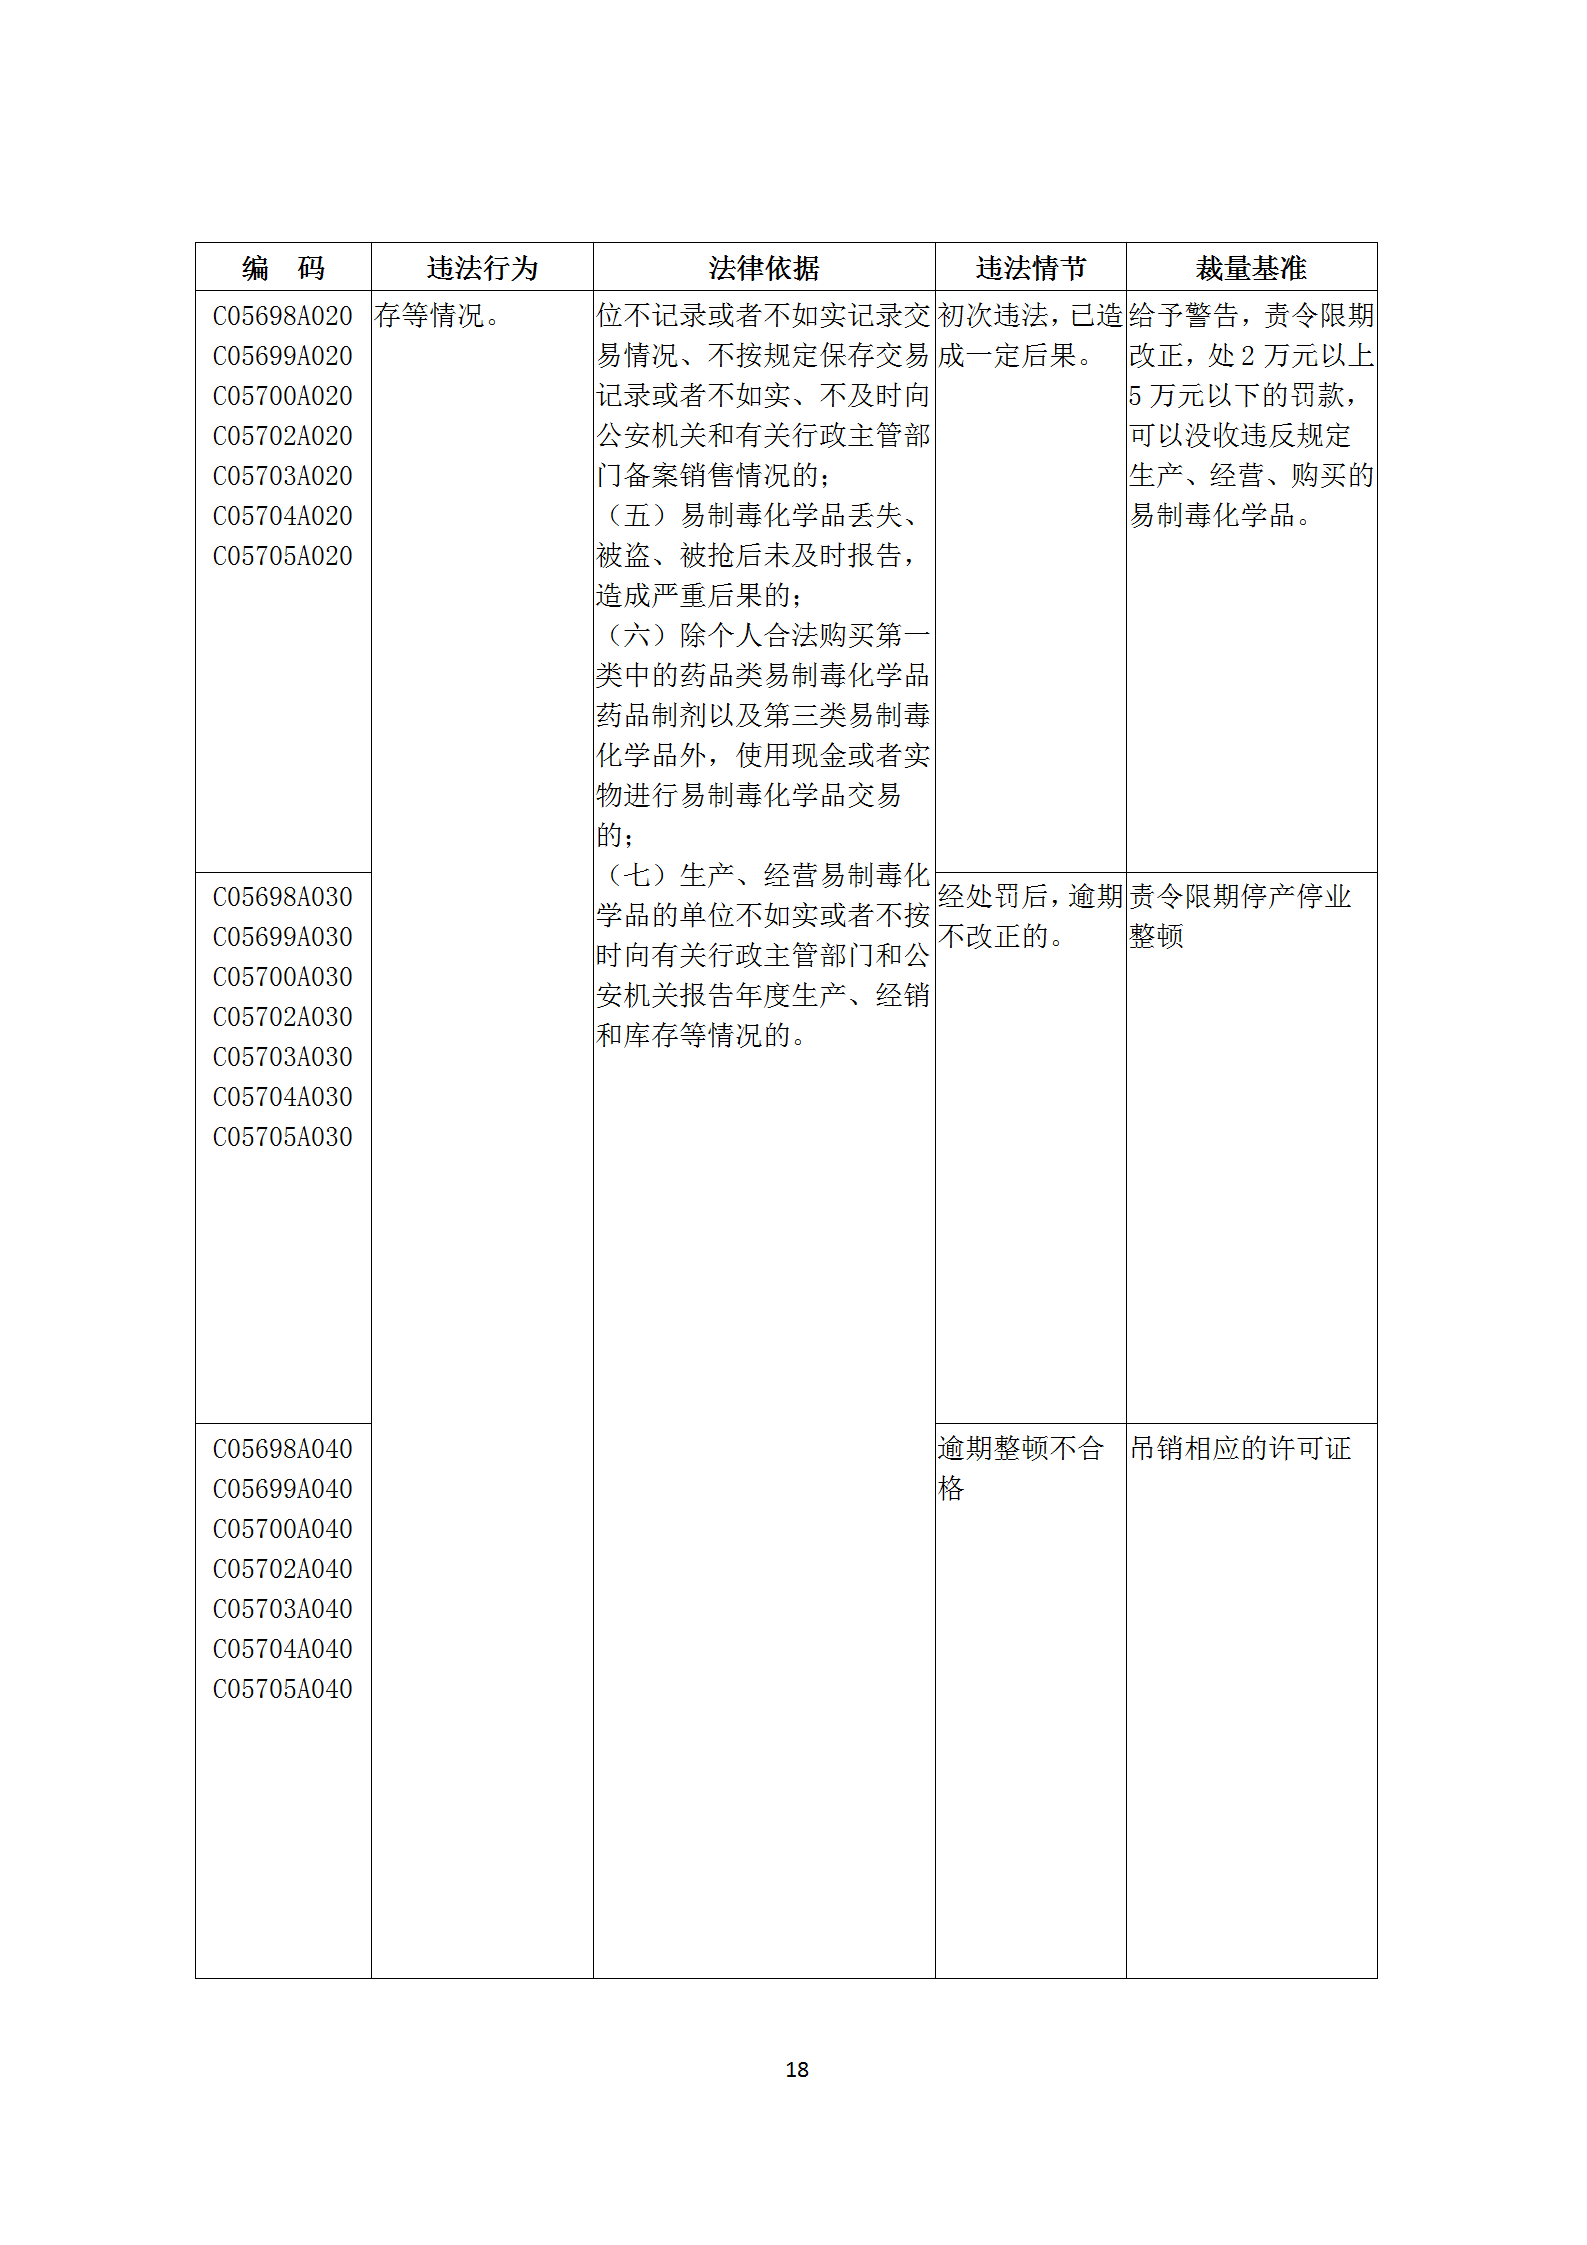 编　码
违法行为
法律依据
违法情节
裁量基准
C05698A020
C05699A020
C05700A020
C05702A020
C05703A020
C05704A020
C05705A020
存等情况。
位不记录或者不如实记录交
易情况、不按规定保存交易
记录或者不如实、不及时向
公安机关和有关行政主管部
门备案销售情况的；
（五）易制毒化学品丢失、
被盗、被抢后未及时报告，
造成严重后果的；
（六）除个人合法购买第一
类中的药品类易制毒化学品
药品制剂以及第三类易制毒
化学品外，使用现金或者实
物进行易制毒化学品交易
的；
（七）生产、经营易制毒化
学品的单位不如实或者不按
时向有关行政主管部门和公
安机关报告年度生产、经销
和库存等情况的。
初次违法，已造
成一定后果。
给予警告，责令限期
改正，处 2 万元以上
5 万元以下的罚款，
可以没收违反规定
生产、经营、购买的
易制毒化学品。
C05698A030
C05699A030
C05700A030
C05702A030
C05703A030
C05704A030
C05705A030
经处罚后，逾期
不改正的。
责令限期停产停业
整顿
C05698A040
C05699A040
C05700A040
C05702A040
C05703A040
C05704A040
C05705A040
逾期整顿不合
格
吊销相应的许可证
18